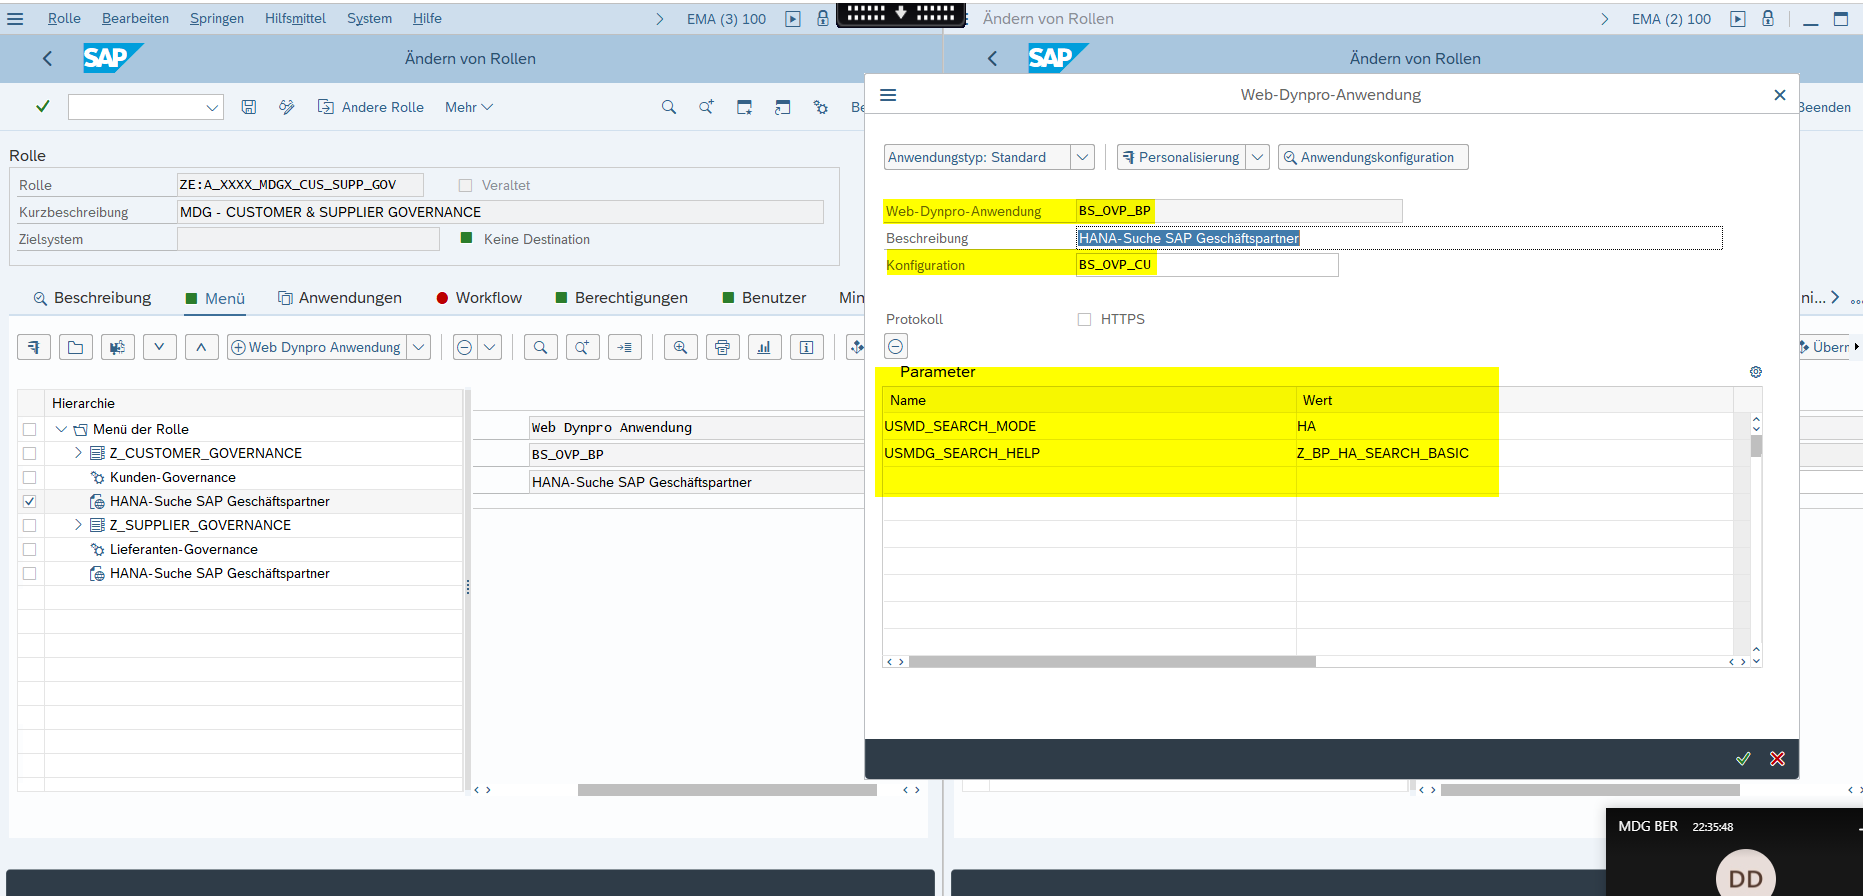 Rolle Bearbeiten Springen Hilfsmittel System Hilfe EMA (3) 100
Ändern von Rollen EMA (2) 100
SAP Ändern von Rollen
SAP Ändern von Rollen
Andere Rolle Mehr
Beenden
Rolle
Rolle ZE:A_XXXX_MDGX_CUS_SUPP_GOV Veraltet
Kurzbeschreibung MDG - CUSTOMER & SUPPLIER GOVERNANCE
Zielsystem Keine Destination
Beschreibung Menü Anwendungen Workflow Berechtigungen Benutzer Min
Web Dynpro Anwendung
Hierarchie
Menü der Rolle
Z_CUSTOMER_GOVERNANCE
Kunden-Governance
HANA-Suche SAP Geschäftspartner
Z_SUPPLIER_GOVERNANCE
Lieferanten-Governance
HANA-Suche SAP Geschäftspartner
Web Dynpro Anwendung
BS_OVP_BP
HANA-Suche SAP Geschäftspartner
Web-Dynpro-Anwendung
Anwendungstyp: Standard Personalisierung Anwendungskonfiguration
Web-Dynpro-Anwendung BS_OVP_BP
Beschreibung HANA-Suche SAP Geschäftspartner
Konfiguration BS_OVP_CU
Protokoll HTTPS
Parameter
Name Wert
USMD_SEARCH_MODE HA
USMDG_SEARCH_HELP Z_BP_HA_SEARCH_BASIC
ni...
Überr
MDG BER 22:35:48
DD